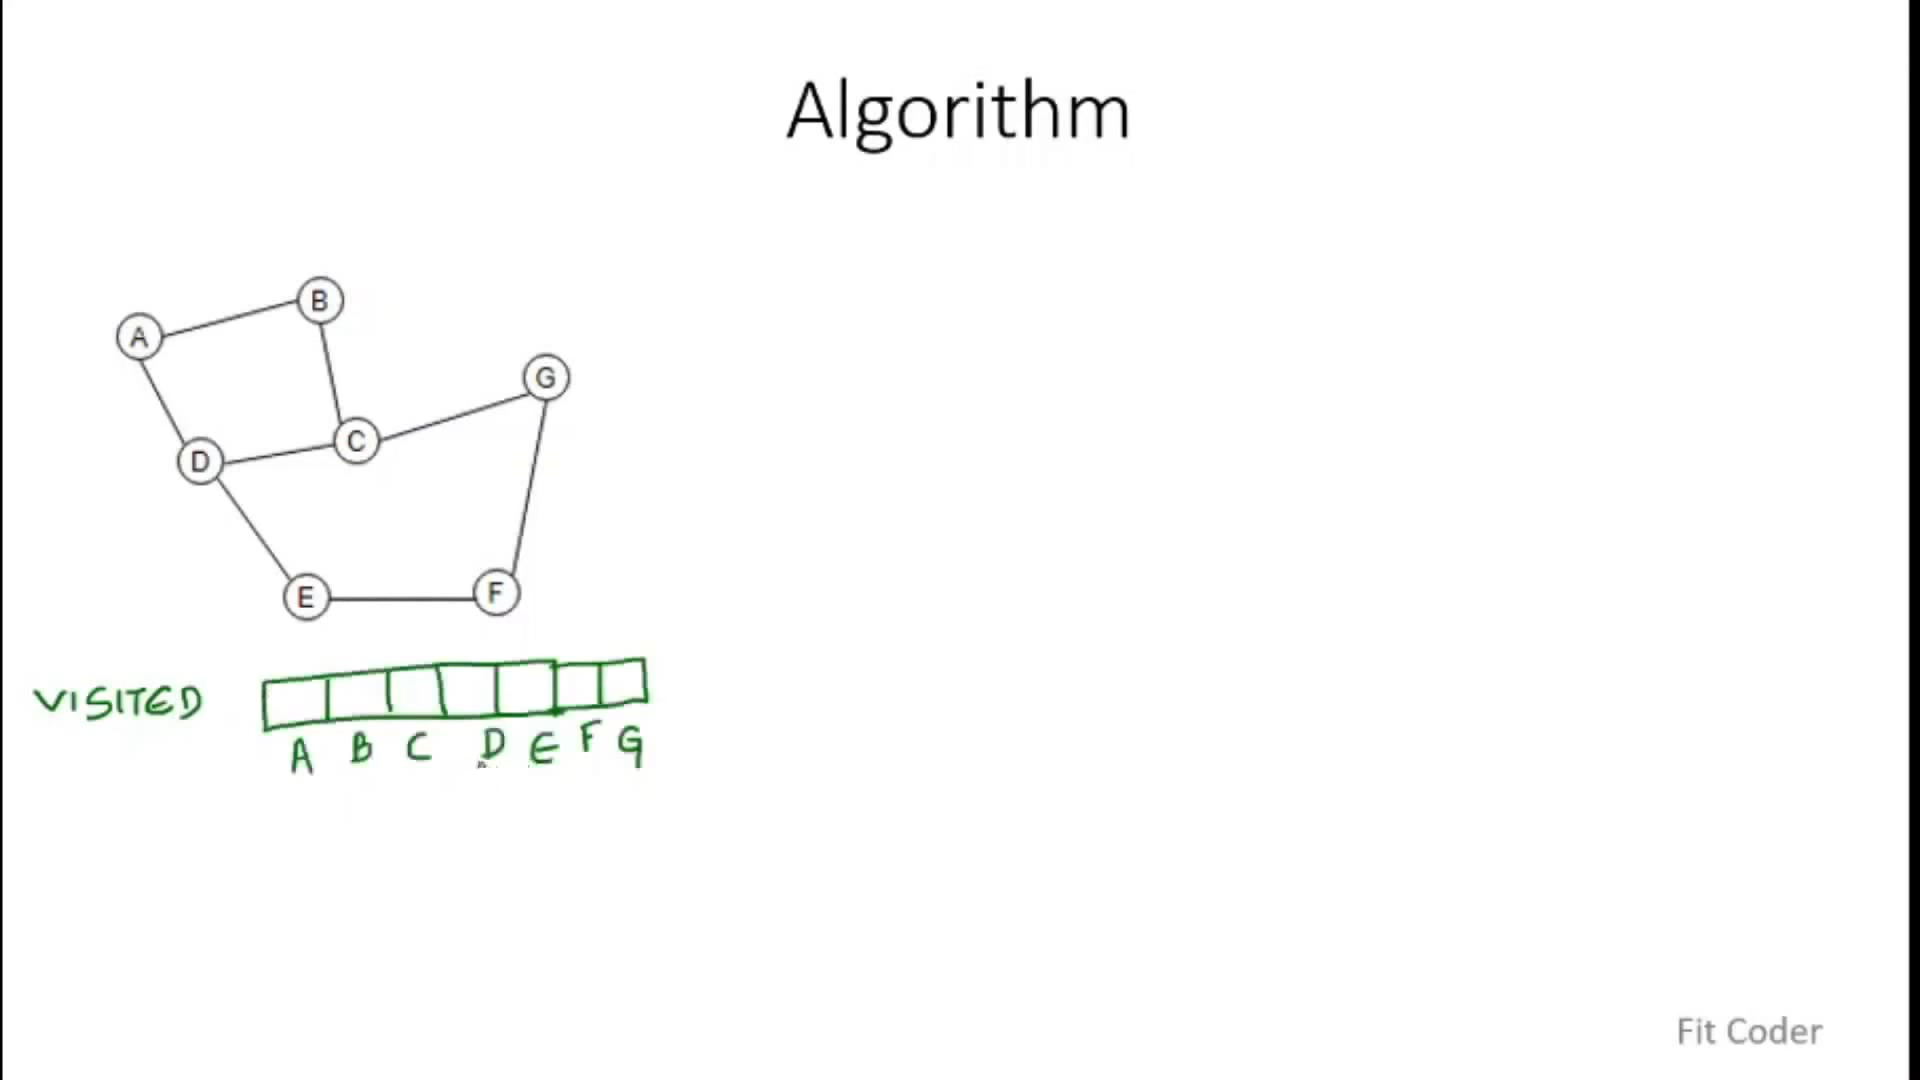 Algorithm
B
A
G
C
D
E
F
VISITED
A B C D E F G
Fit Coder